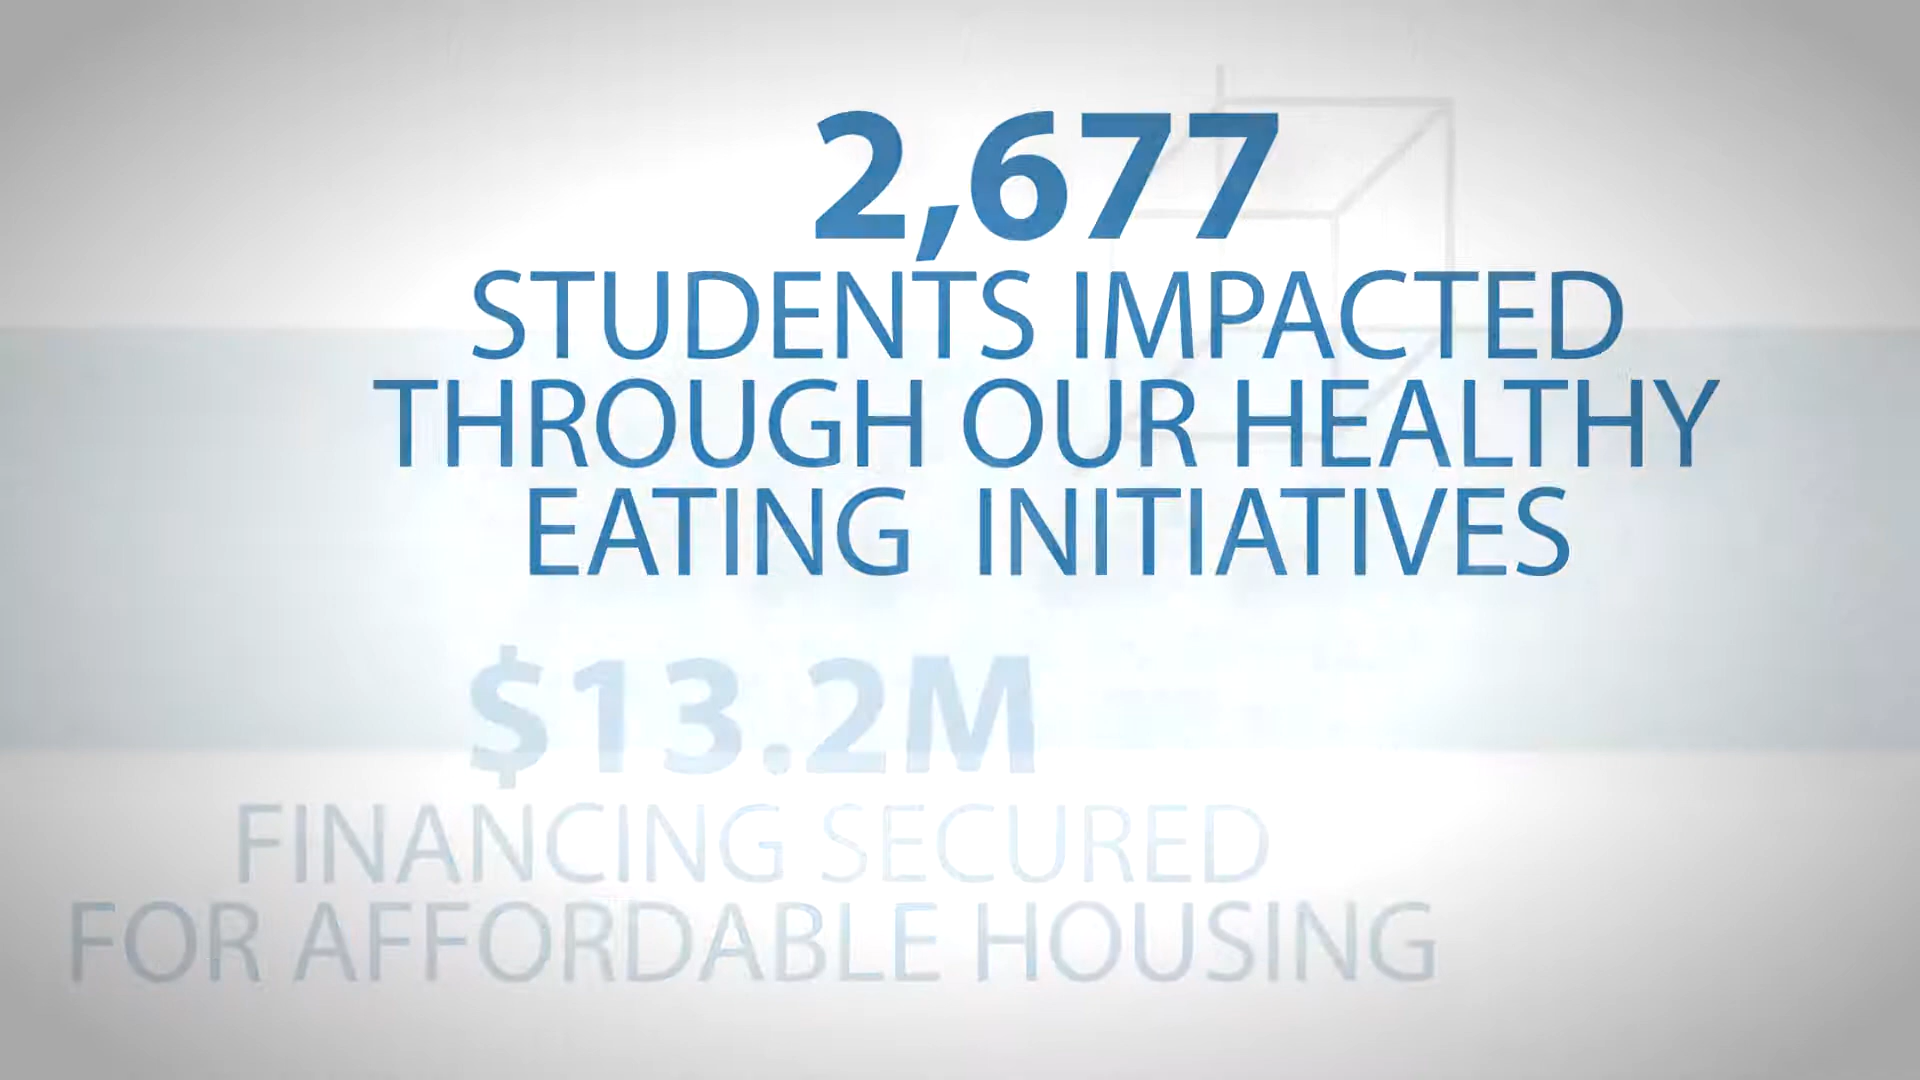 2,677
STUDENTS IMPACTED
THROUGH OUR HEALTHY
EATING INITIATIVES
$13.2M
FINANCING SECURED
FOR AFFORDABLE HOUSING